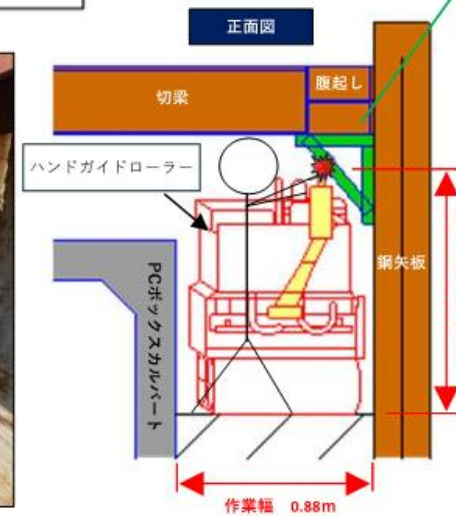 正面図
切梁
腹起し
ハンドガイドローラー
鋼矢板
PCボックスカルバート
作業幅 0.88m